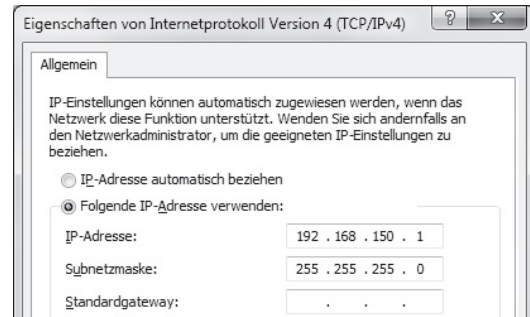 Eigenschaften von Internetprotokoll Version 4 (TCP/IPv4)
Allgemein
IP-Einstellungen können automatisch zugewiesen werden, wenn das
Netzwerk diese Funktion unterstützt. Wenden Sie sich andernfalls an
den Netzwerkadministrator, um die geeigneten IP-Einstellungen zu
beziehen.
IP-Adresse automatisch beziehen
Folgende IP-Adresse verwenden:
IP-Adresse: 192 . 168 . 150 . 1
Subnetzmaske: 255 . 255 . 255 . 0
Standardgateway: . . .